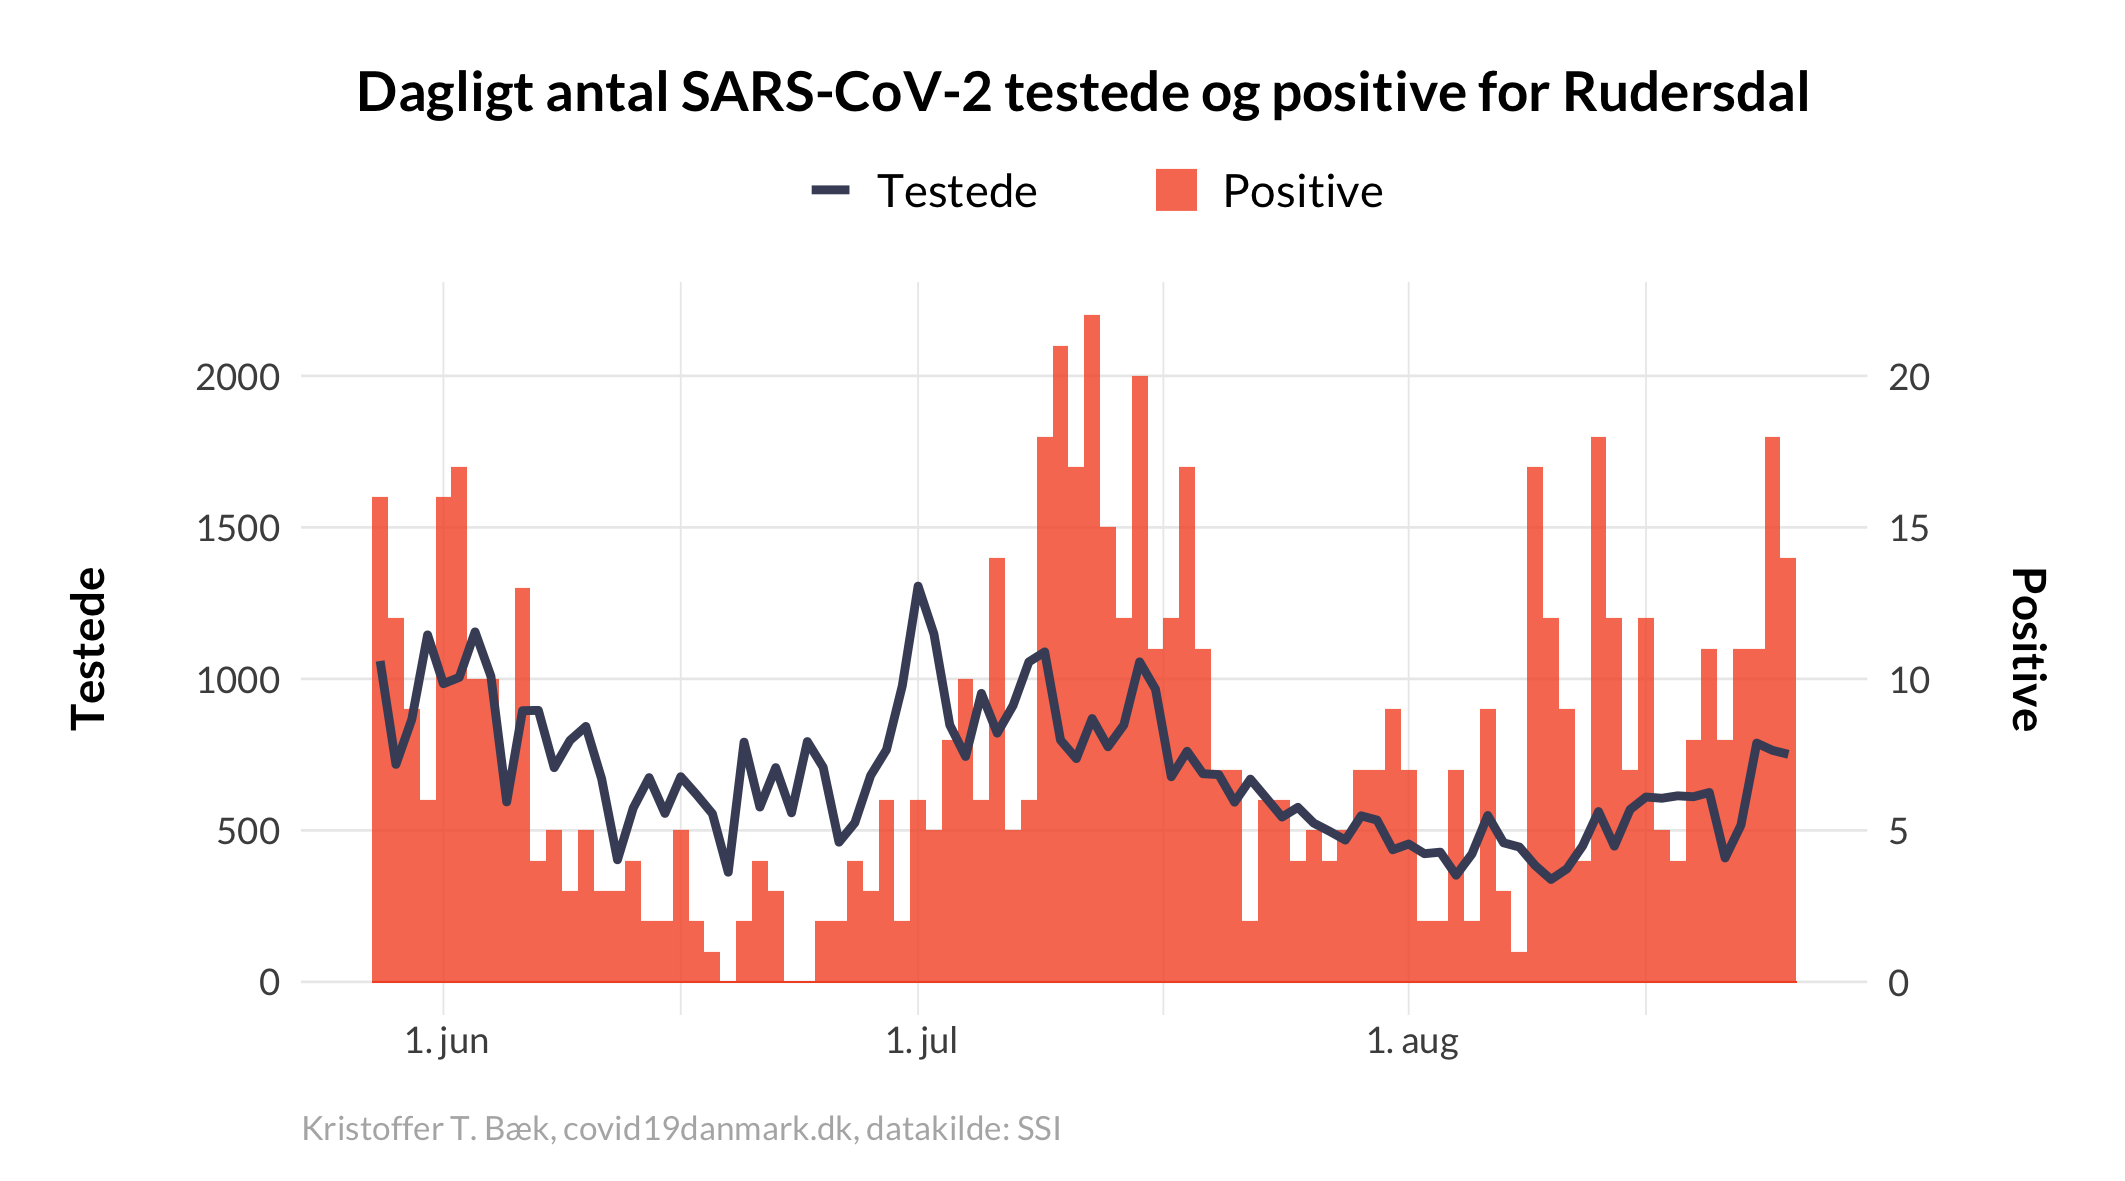 Dagligt antal SARS-CoV-2 testede og positive for Rudersdal
Testede
Positive
2000
1500
1000
500
0
20
15
10
5
0
Testede
Positive
1. jun
1. jul
1. aug
Kristoffer T. Bæk, covid19danmark.dk, datakilde: SSI